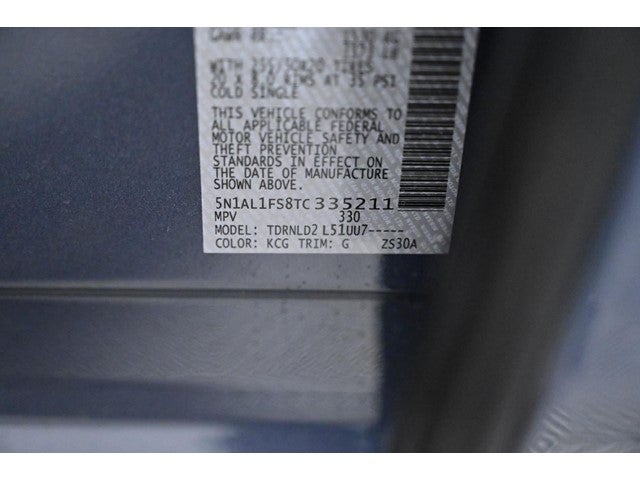 WITH 255/50R20 TIRES
20 x 8.0 RIMS AT 35 PSI
COLD SINGLE
THIS VEHICLE CONFORMS TO
ALL APPLICABLE FEDERAL
MOTOR VEHICLE SAFETY AND
THEFT PREVENTION
STANDARDS IN EFFECT ON
THE DATE OF MANUFACTURE
SHOWN ABOVE.
5N1AL1FS8TC335211
MPV 330
MODEL: TDRNLD2 L51UU7-----
COLOR: KCG TRIM: G ZS30A